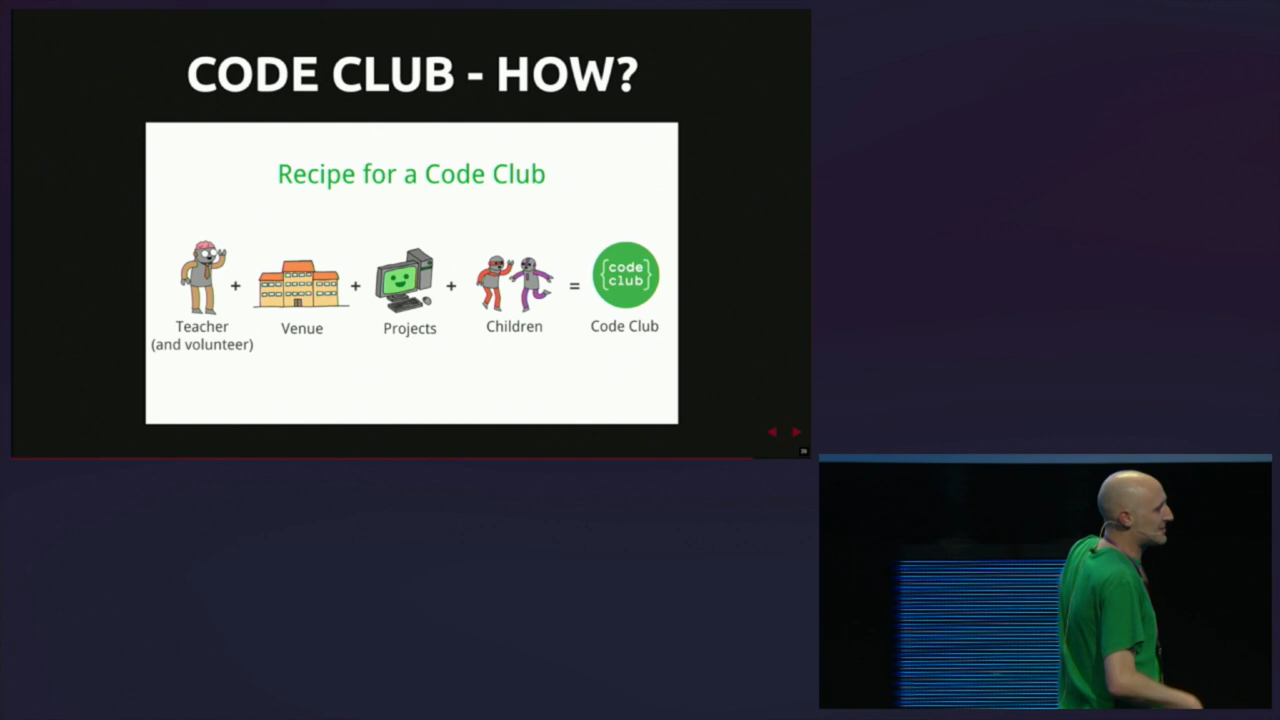 CODE CLUB - HOW?
Recipe for a Code Club
+ + + =
{code
club}
Teacher
(and volunteer)
Venue
Projects
Children
Code Club